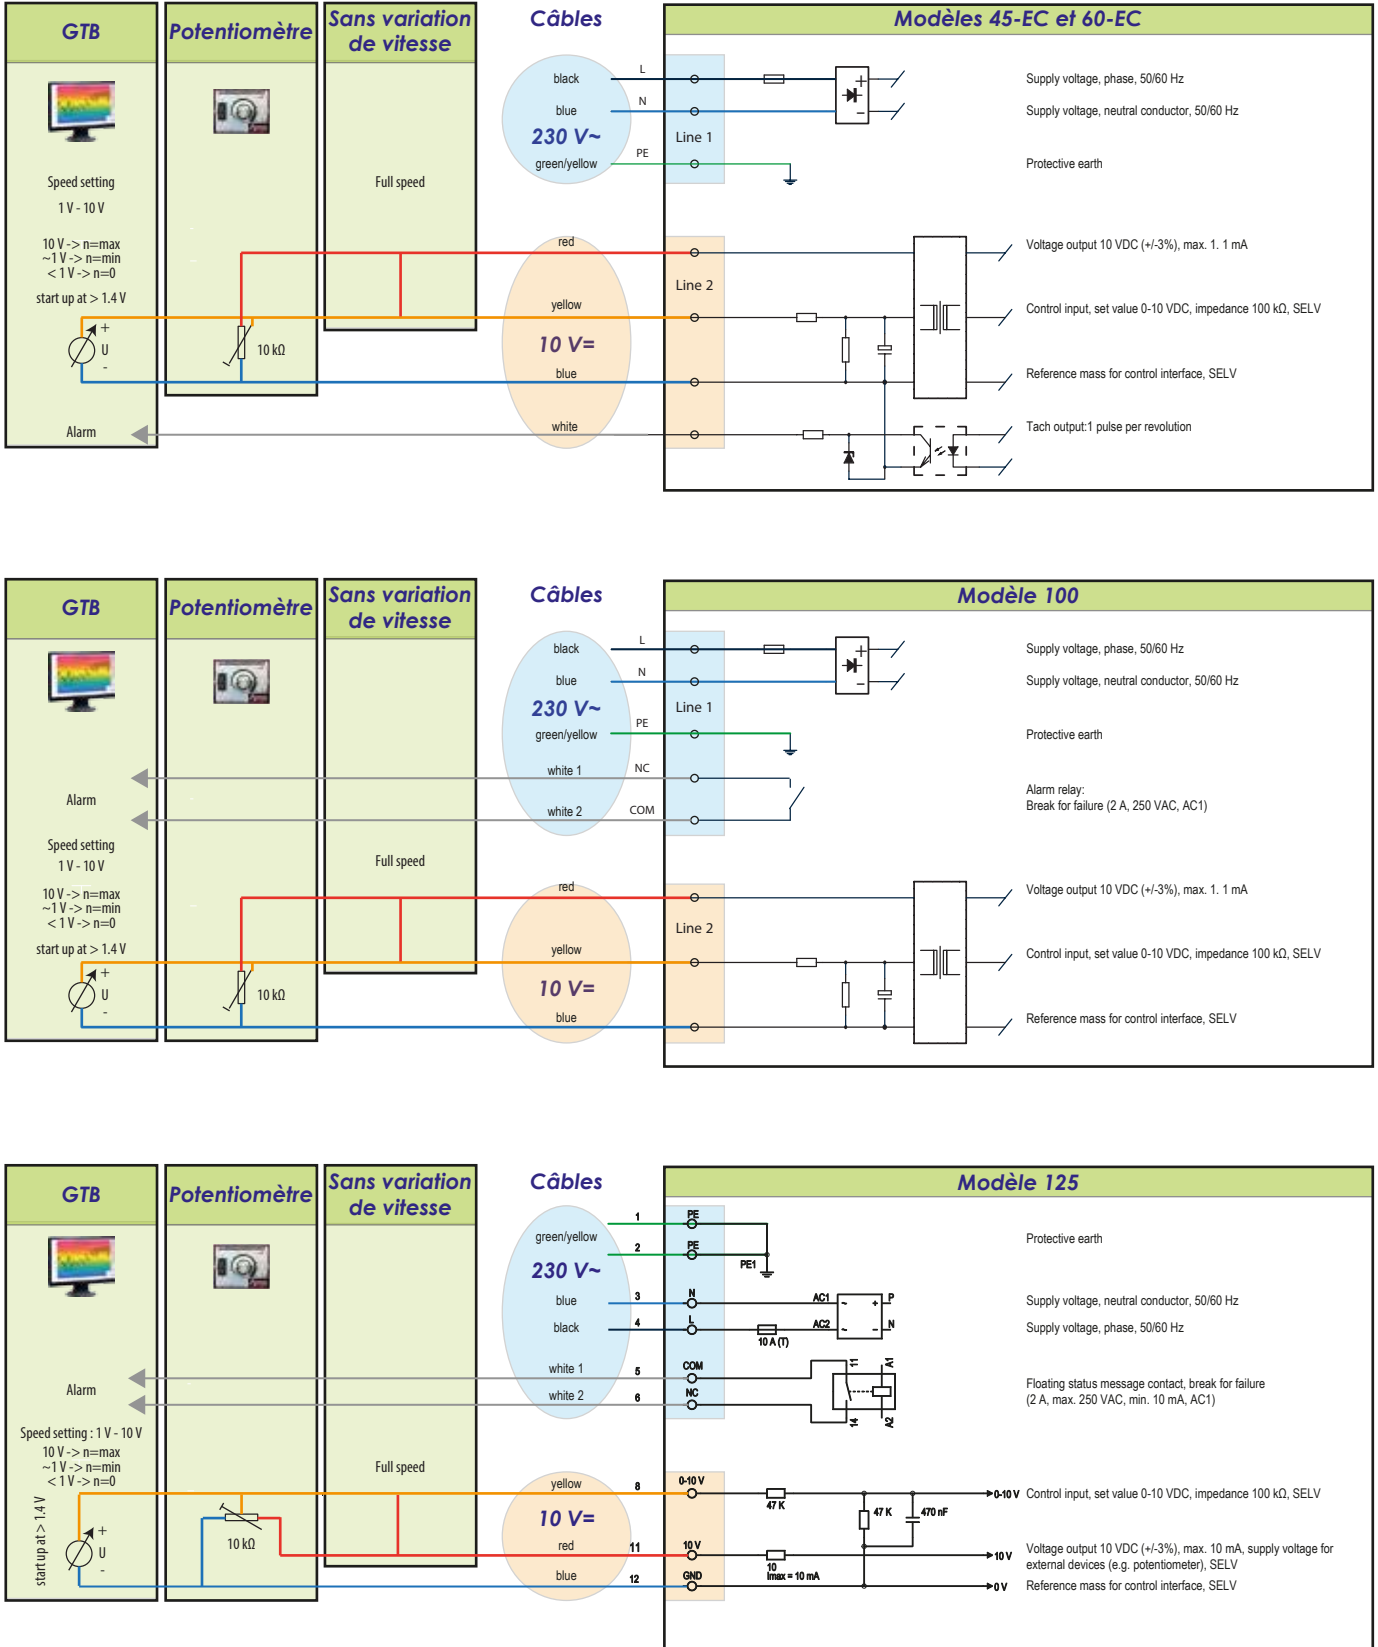 GTB
Potentiomètre
Sans variation
de vitesse
Câbles
Modèles 45-EC et 60-EC
black
L
Supply voltage, phase, 50/60 Hz
+
blue
N
Supply voltage, neutral conductor, 50/60 Hz
−
230 V~
Line 1
PE
green/yellow
Protective earth
Speed setting
Full speed
1 V - 10 V
10 V -> n=max
~1 V -> n=min
< 1 V -> n=0
start up at > 1.4 V
red
Voltage output 10 VDC (+/-3%), max. 1. 1 mA
Line 2
yellow
Control input, set value 0-10 VDC, impedance 100 kΩ, SELV
+
U
-
10 kΩ
10 V=
blue
Reference mass for control interface, SELV
Alarm
white
Tach output:1 pulse per revolution
GTB
Potentiomètre
Sans variation
de vitesse
Câbles
Modèle 100
black
L
Supply voltage, phase, 50/60 Hz
+
blue
N
Supply voltage, neutral conductor, 50/60 Hz
−
230 V~
Line 1
PE
green/yellow
Protective earth
white 1
NC
Alarm
Alarm relay:
Break for failure (2 A, 250 VAC, AC1)
white 2
COM
Speed setting
1 V - 10 V
Full speed
10 V -> n=max
~1 V -> n=min
< 1 V -> n=0
start up at > 1.4 V
red
Voltage output 10 VDC (+/-3%), max. 1. 1 mA
Line 2
yellow
Control input, set value 0-10 VDC, impedance 100 kΩ, SELV
+
U
-
10 kΩ
10 V=
blue
Reference mass for control interface, SELV
GTB
Potentiomètre
Sans variation
de vitesse
Câbles
Modèle 125
1
PE
green/yellow
Protective earth
2
PE
PE1
230 V~
blue
3
N
AC1
~
+
P
Supply voltage, neutral conductor, 50/60 Hz
black
4
L
AC2
~
−
N
Supply voltage, phase, 50/60 Hz
10 A (T)
white 1
5
COM
11
A1
Alarm
Floating status message contact, break for failure
(2 A, max. 250 VAC, min. 10 mA, AC1)
white 2
6
NC
14
A2
Speed setting : 1 V - 10 V
10 V -> n=max
~1 V -> n=min
< 1 V -> n=0
start up at > 1.4 V
Full speed
yellow
8
0-10 V
47 K
0-10 V
Control input, set value 0-10 VDC, impedance 100 kΩ, SELV
47 K
470 nF
10 V=
+
U
-
10 kΩ
red
11
10 V
10
Imax = 10 mA
10 V
Voltage output 10 VDC (+/-3%), max. 10 mA, supply voltage for
external devices (e.g. potentiometer), SELV
blue
12
GND
0 V
Reference mass for control interface, SELV